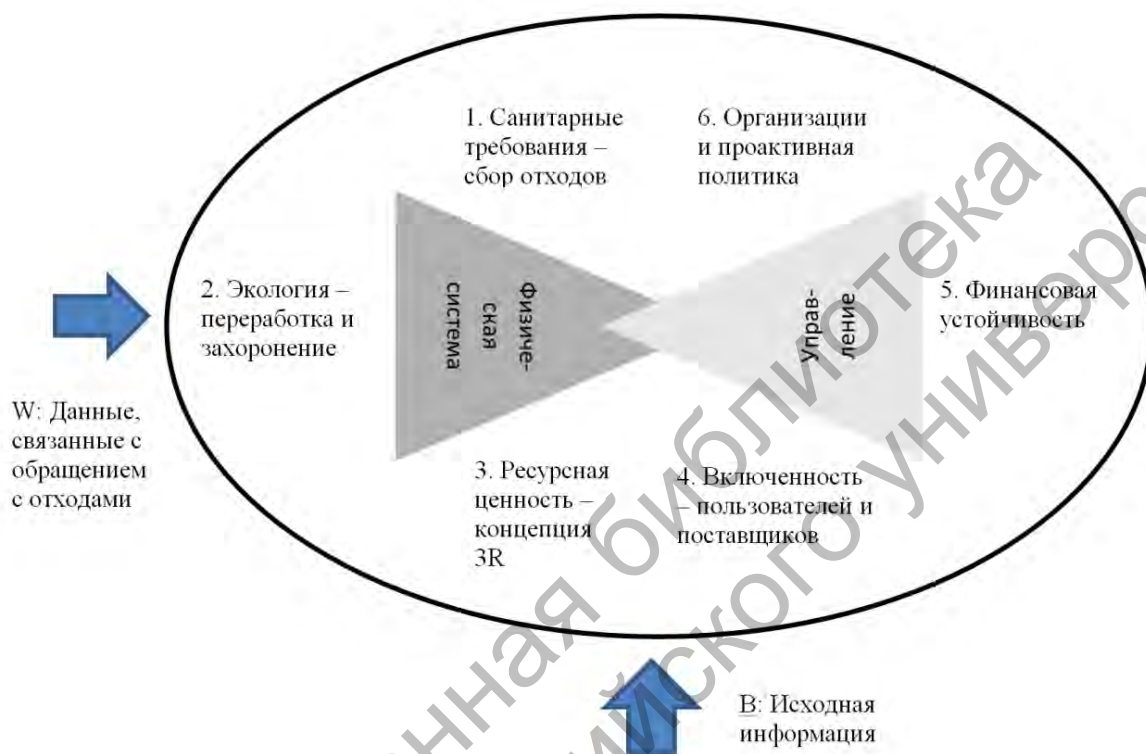 1. Санитарные
требования –
сбор отходов
6. Организации
и проактивная
политика
2. Экология –
переработка и
захоронение
Физиче-
ская
система
Управ-
ление
5. Финансовая
устойчивость
W: Данные,
связанные с
обращением
с отходами
3. Ресурсная
ценность –
концепция
3R
4. Включенность
– пользователей и
поставщиков
B: Исходная
информация
библиотека